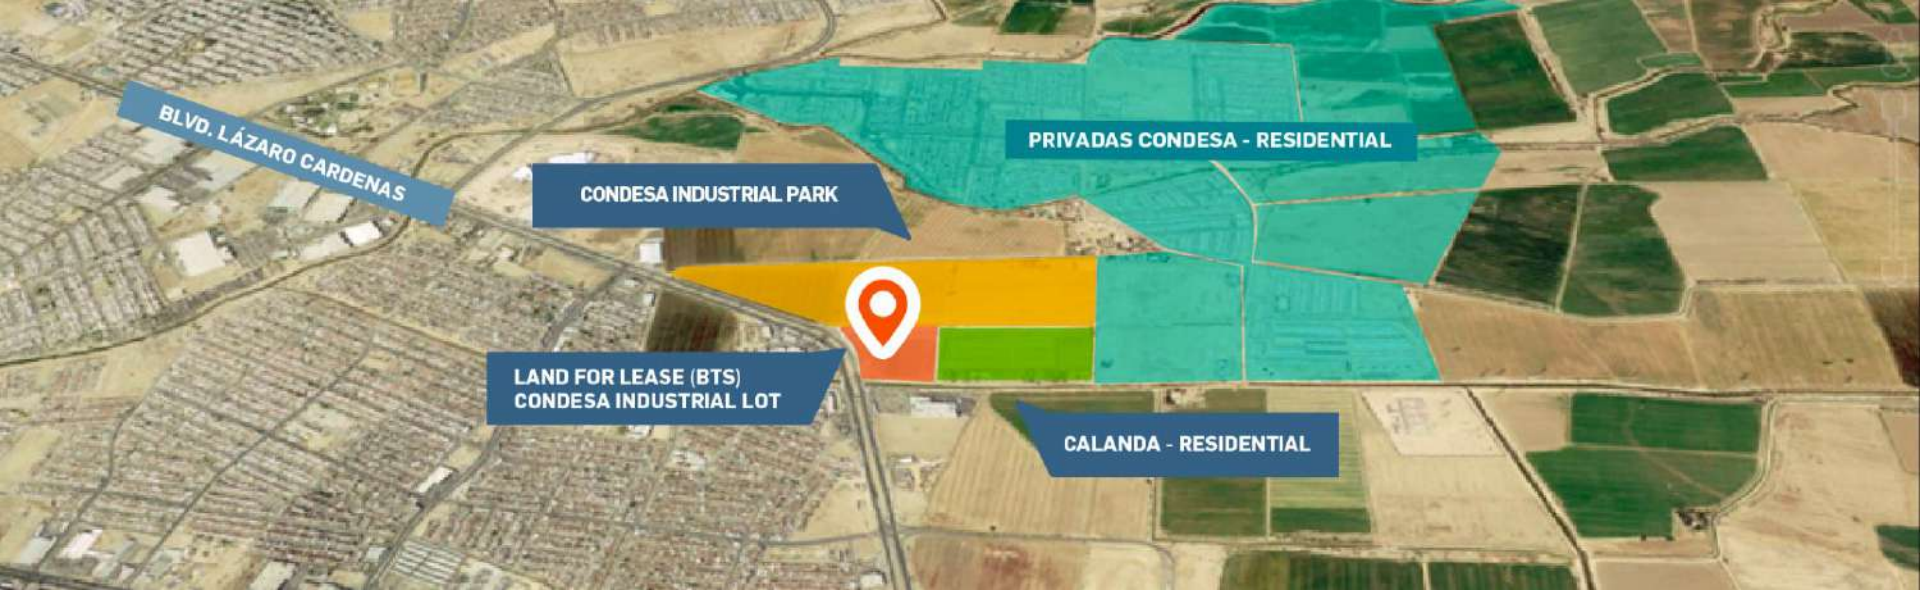 BLVD. LÁZARO CARDENAS
PRIVADAS CONDESA - RESIDENTIAL
CONDESA INDUSTRIAL PARK
LAND FOR LEASE (BTS)
CONDESA INDUSTRIAL LOT
CALANDA - RESIDENTIAL